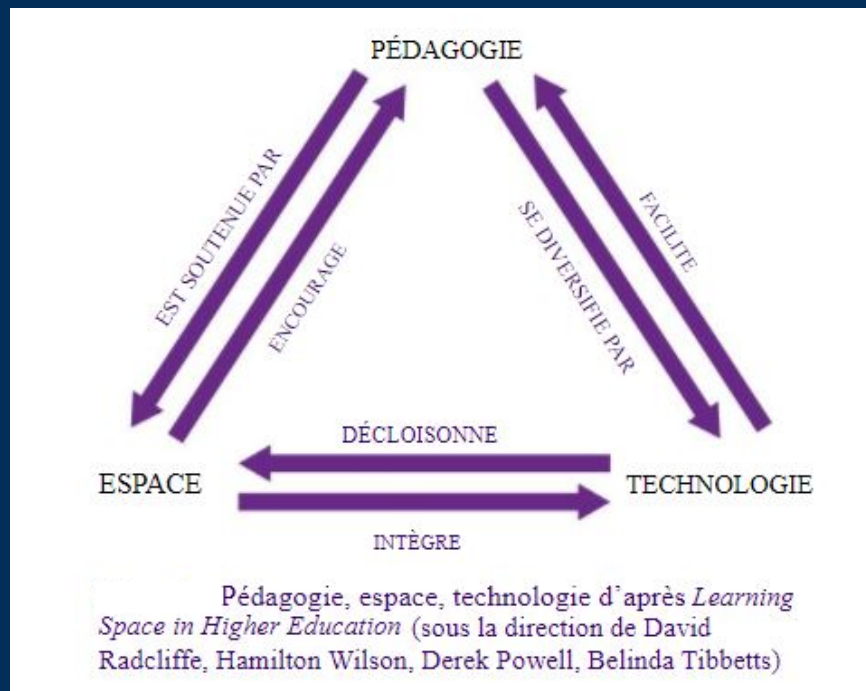 PÉDAGOGIE
EST SOUTENUE PAR
ENCOURAGE
SE DIVERSIFIE PAR
FACILITE
DÉCLOISONNE
ESPACE
TECHNOLOGIE
INTÈGRE
Pédagogie, espace, technologie d'après Learning
Space in Higher Education (sous la direction de David
Radcliffe, Hamilton Wilson, Derek Powell, Belinda Tibbetts)